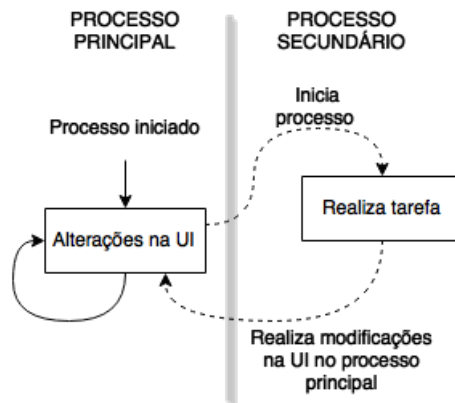 PROCESSO
PRINCIPAL
PROCESSO
SECUNDÁRIO
Inicia
processo
Processo iniciado
Realiza tarefa
Alterações na UI
Realiza modificações
na UI no processo
principal